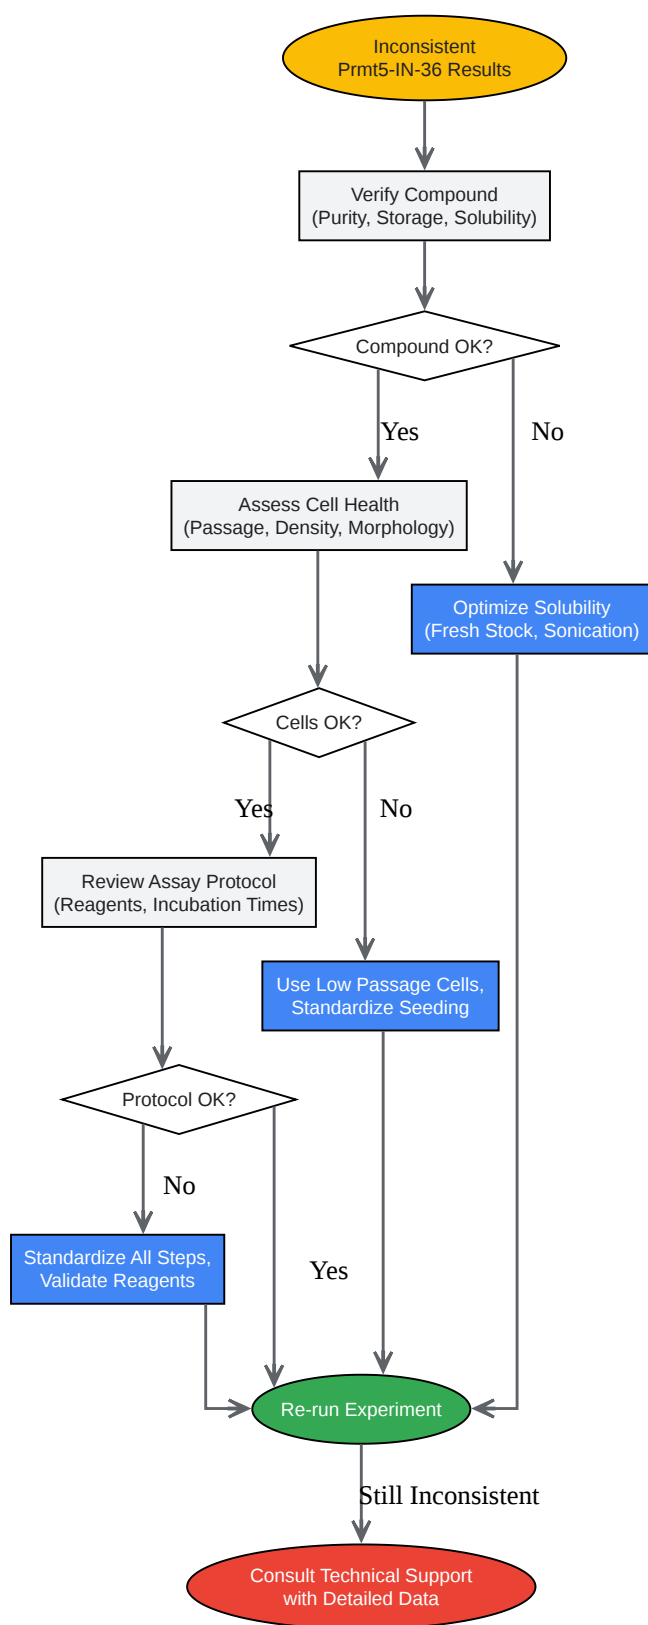 Inconsistent
Prmt5-IN-36 Results
Verify Compound
(Purity, Storage, Solubility)
Compound OK?
Yes
No
Assess Cell Health
(Passage, Density, Morphology)
Optimize Solubility
(Fresh Stock, Sonication)
Cells OK?
Yes
No
Review Assay Protocol
(Reagents, Incubation Times)
Use Low Passage Cells,
Standardize Seeding
Protocol OK?
No
Yes
Standardize All Steps,
Validate Reagents
Re-run Experiment
Still Inconsistent
Consult Technical Support
with Detailed Data